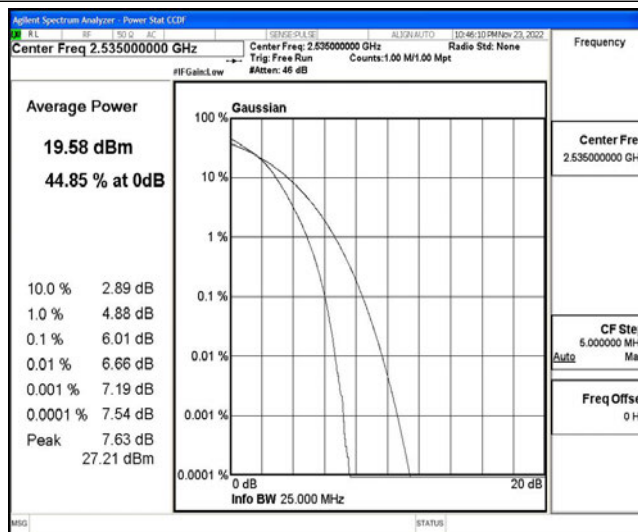 Agilent Spectrum Analyzer - Power Stat CCDF
RL RF 50 Ω AC SENSE:PULSE ALIGN AUTO 10:46:10 PM Nov 23, 2022
Center Freq 2.535000000 GHz
Center Freq: 2.535000000 GHz Radio Std: None
Trig: Free Run Counts:1.00 M/1.00 Mpt
#IFGain:Low #Atten: 46 dB
Frequency
Average Power
19.58 dBm
44.85 % at 0dB
10.0 % 2.89 dB
1.0 % 4.88 dB
0.1 % 6.01 dB
0.01 % 6.66 dB
0.001 % 7.19 dB
0.0001 % 7.54 dB
Peak 7.63 dB
27.21 dBm
100 % Gaussian
10 %
1 %
0.1 %
0.01 %
0.001 %
0.0001 %
0 dB 20 dB
Info BW 25.000 MHz
Center Fre
2.535000000 GH
CF Ste
5.000000 MH
Auto Ma
Freq Offse
0 H
MSG STATUS